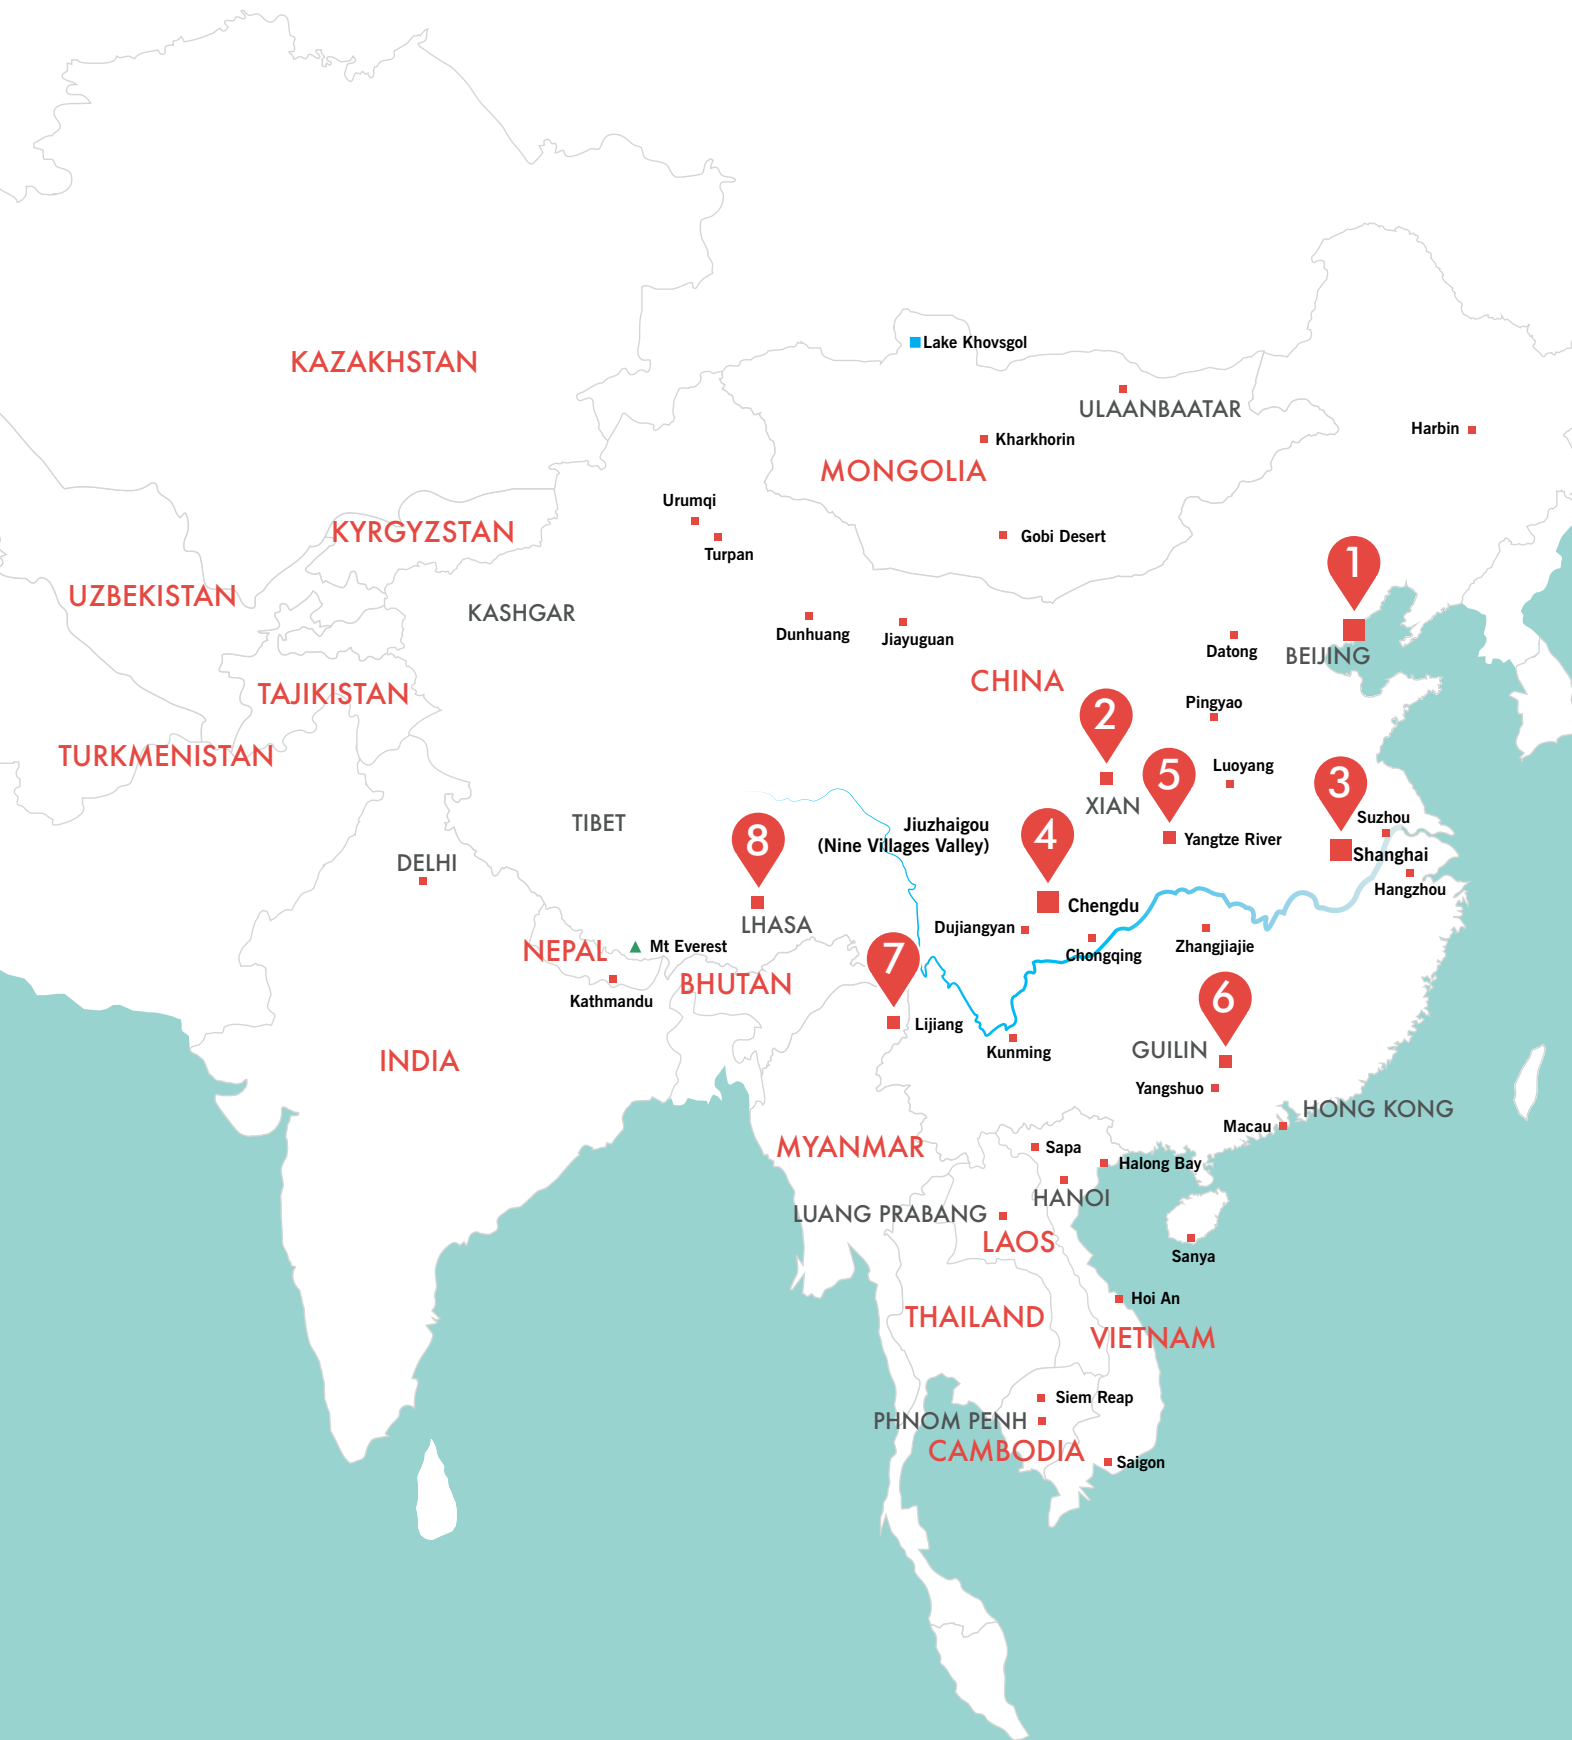 Lake Khovsgol
KAZAKHSTAN
ULAANBAATAR
Harbin
Kharkhorin
MONGOLIA
Urumqi
KYRGYZSTAN
Gobi Desert
Turpan
1
UZBEKISTAN
KASHGAR
Dunhuang
Jiayuguan
Datong
BEIJING
CHINA
TAJIKISTAN
Pingyao
2
TURKMENISTAN
Luoyang
5
3
XIAN
Suzhou
TIBET
Jiuzhaigou
(Nine Villages Valley)
4
8
Yangtze River
Shanghai
DELHI
Hangzhou
Chengdu
LHASA
Dujiangyan
Chongqing
Zhangjiajie
NEPAL
Mt Everest
7
BHUTAN
Kathmandu
6
Lijiang
Kunming
GUILIN
INDIA
Yangshuo
HONG KONG
Macau
MYANMAR
Sapa
Halong Bay
HANOI
LUANG PRABANG
LAOS
Sanya
Hoi An
THAILAND
VIETNAM
Siem Reap
PHNOM PENH
CAMBODIA
Saigon